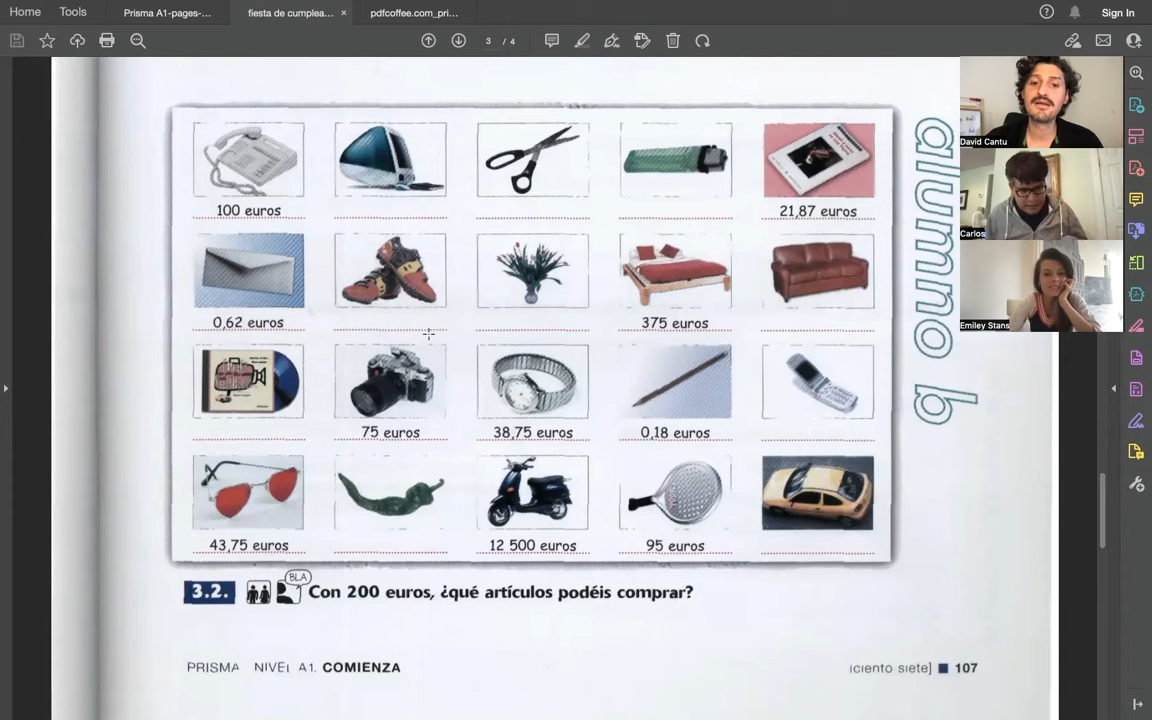 Home Tools Prisma A1-pages-... fiesta de cumplea... × pdfcoffee.com_pri... Sign In
3 / 4
David Cantu
Carlos
Emiley Stans
alumno b
100 euros 21,87 euros
0,62 euros 375 euros
75 euros 38,75 euros 0,18 euros
43,75 euros 12 500 euros 95 euros
3.2. BLA Con 200 euros, ¿qué artículos podéis comprar?
PRISMA NIVEL A1. COMIENZA [ciento siete] 107